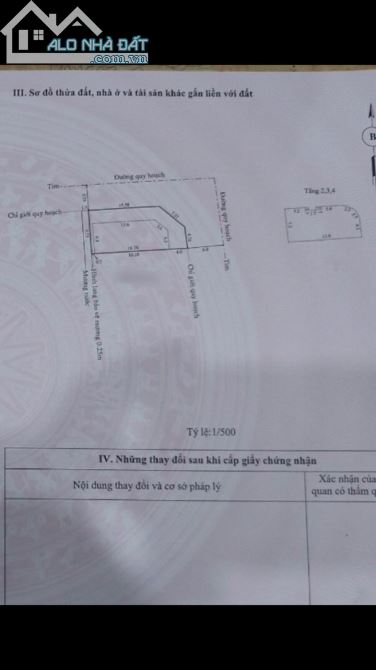 ALO NHÀ ĐẤT
.com.vn
III. Sơ đồ thửa đất, nhà ở và tài sản khác gắn liền với đất
Đường quy hoạch
Tim
Chỉ giới quy hoạch
Đường quy hoạch
Tim
Chỉ giới quy hoạch
Mương nước
Hành lang bảo vệ mương 0.25m
Tầng 2,3,4
B
Tỷ lệ:1/500
IV. Những thay đổi sau khi cấp giấy chứng nhận
Nội dung thay đổi và cơ sở pháp lý
Xác nhận của
quan có thẩm q